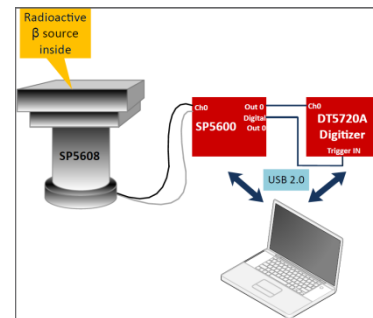 Radioactive
β source
inside
SP5608
Ch0
Out 0
SP5600
Digital
Out 0
Ch0
DT5720A
Digitizer
Trigger IN
USB 2.0